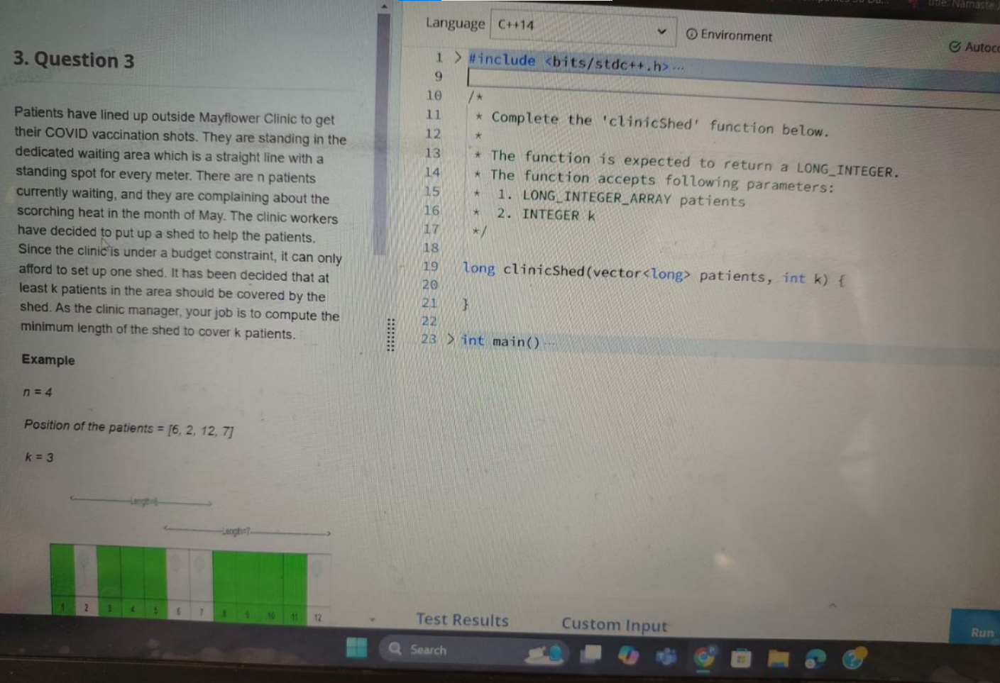 3. Question 3
Patients have lined up outside Mayflower Clinic to get
their COVID vaccination shots. They are standing in the
dedicated waiting area which is a straight line with a
standing spot for every meter. There are n patients
currently waiting, and they are complaining about the
scorching heat in the month of May. The clinic workers
have decided to put up a shed to help the patients.
Since the clinic is under a budget constraint, it can only
afford to set up one shed. It has been decided that at
least k patients in the area should be covered by the
shed. As the clinic manager, your job is to compute the
minimum length of the shed to cover k patients.
Example
n = 4
Position of the patients = [6, 2, 12, 7]
k = 3
Length=7
1 2 3 4 5 6 7 8 9 10 11 12
Language C++14 Environment
1 > #include <bits/stdc++.h>...
9
10 /*
11 * Complete the 'clinicShed' function below.
12 *
13 * The function is expected to return a LONG_INTEGER.
14 * The function accepts following parameters:
15 * 1. LONG_INTEGER_ARRAY patients
16 * 2. INTEGER k
17 */
18
19 long clinicShed(vector<long> patients, int k) {
20
21 }
22
23 > int main()...
Test Results Custom Input
Run
Search